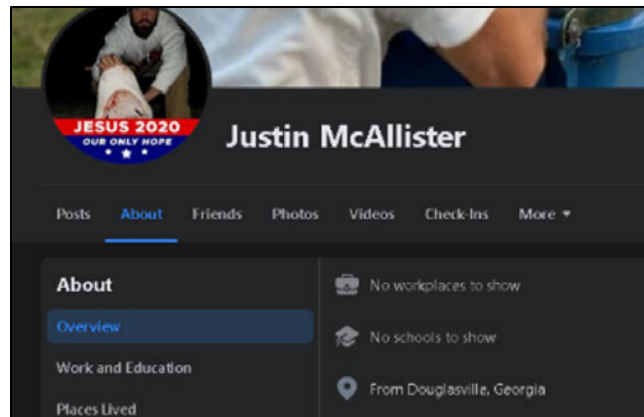 JESUS 2020
OUR ONLY HOPE
Justin McAllister
Posts About Friends Photos Videos Check-Ins More
About
Overview
Work and Education
Places Lived
No workplaces to show
No schools to show
From Douglasville, Georgia